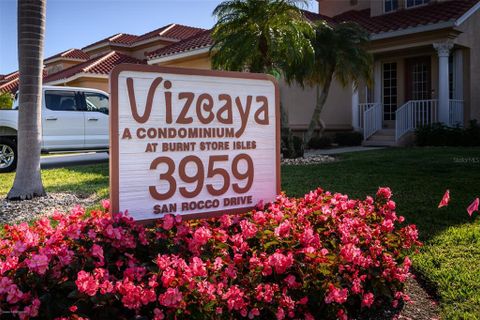 Vizcaya
A CONDOMINIUM
AT BURNT STORE ISLES
3959
SAN ROCCO DRIVE